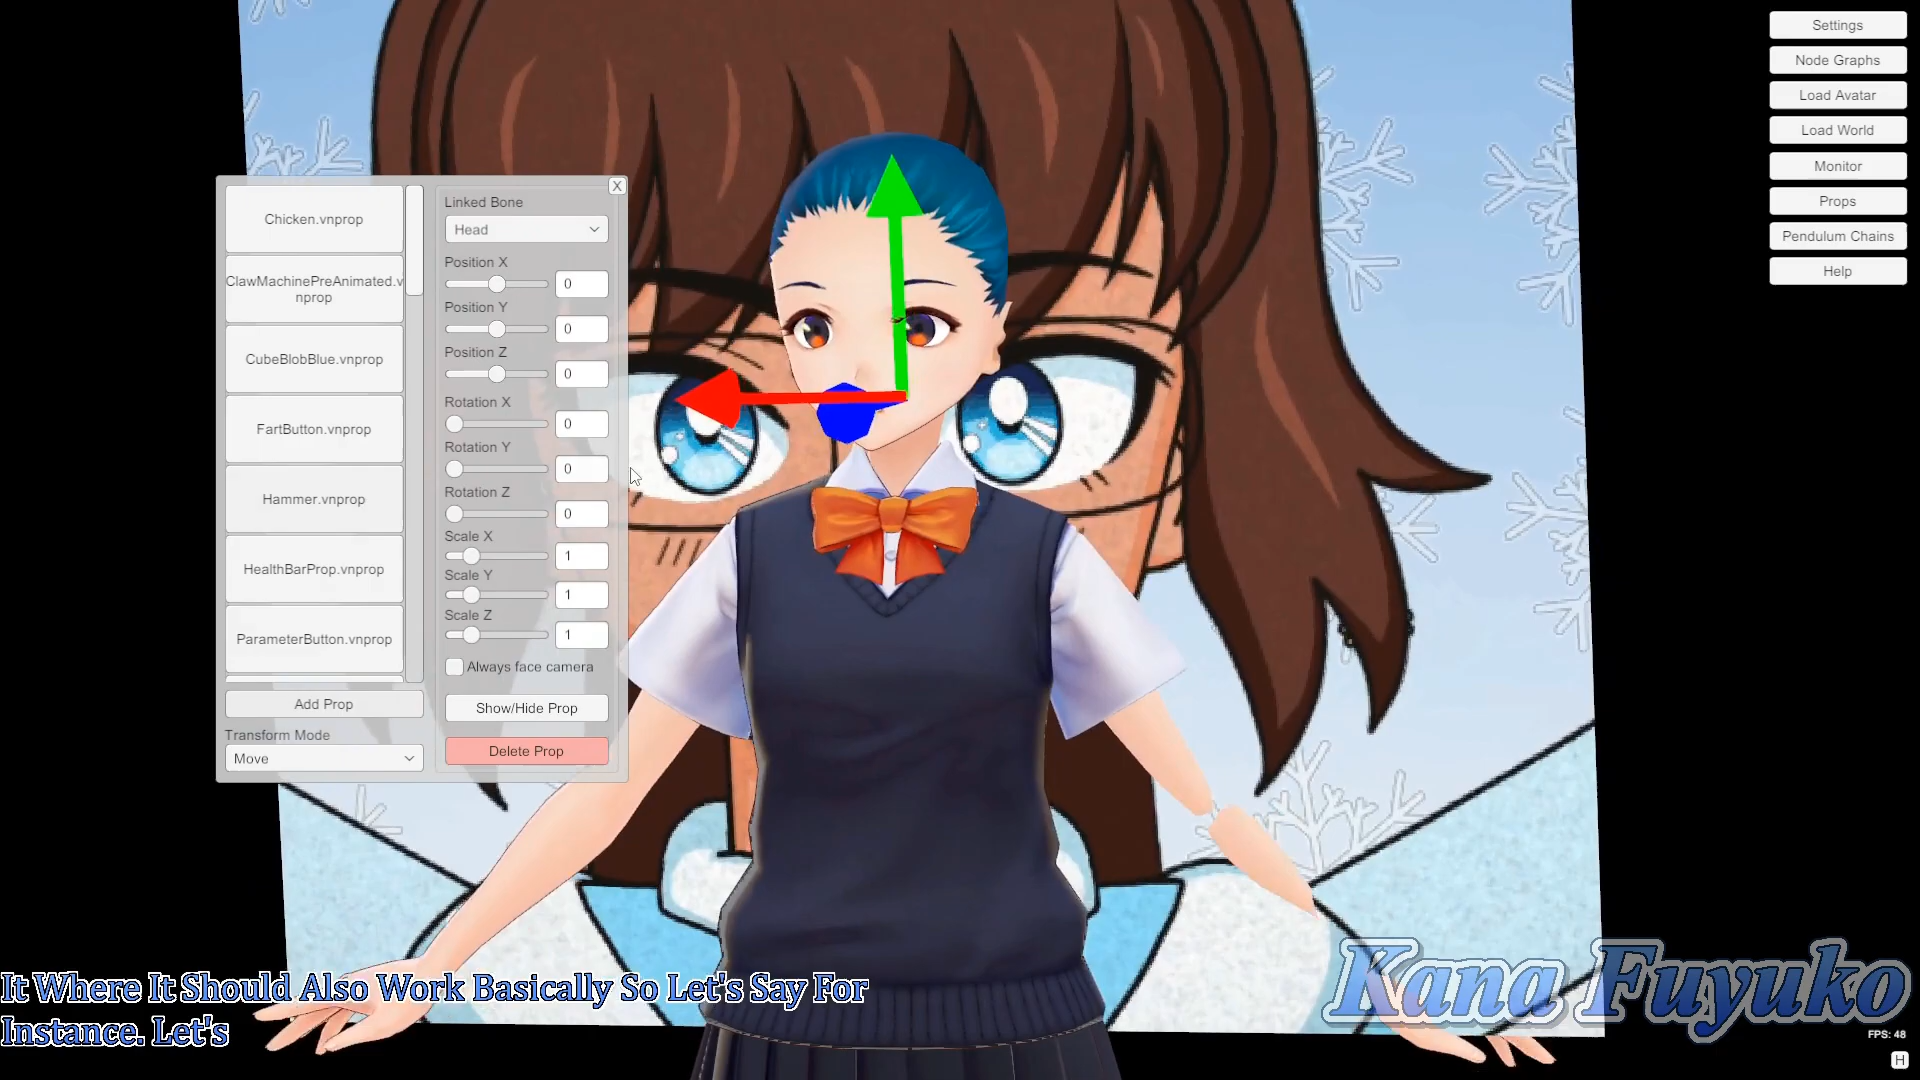 Settings
Node Graphs
Load Avatar
Load World
Monitor
Props
Pendulum Chains
Help
X
Chicken.vnprop
ClawMachinePreAnimated.v
nprop
CubeBlobBlue.vnprop
FartButton.vnprop
Hammer.vnprop
HealthBarProp.vnprop
ParameterButton.vnprop
Add Prop
Transform Mode
Move
Linked Bone
Head
Position X
0
Position Y
0
Position Z
0
Rotation X
0
Rotation Y
0
Rotation Z
0
Scale X
1
Scale Y
1
Scale Z
1
Always face camera
Show/Hide Prop
Delete Prop
It Where It Should Also Work Basically So Let's Say For
Instance. Let's
Kana Fuyuko
FPS: 48
H